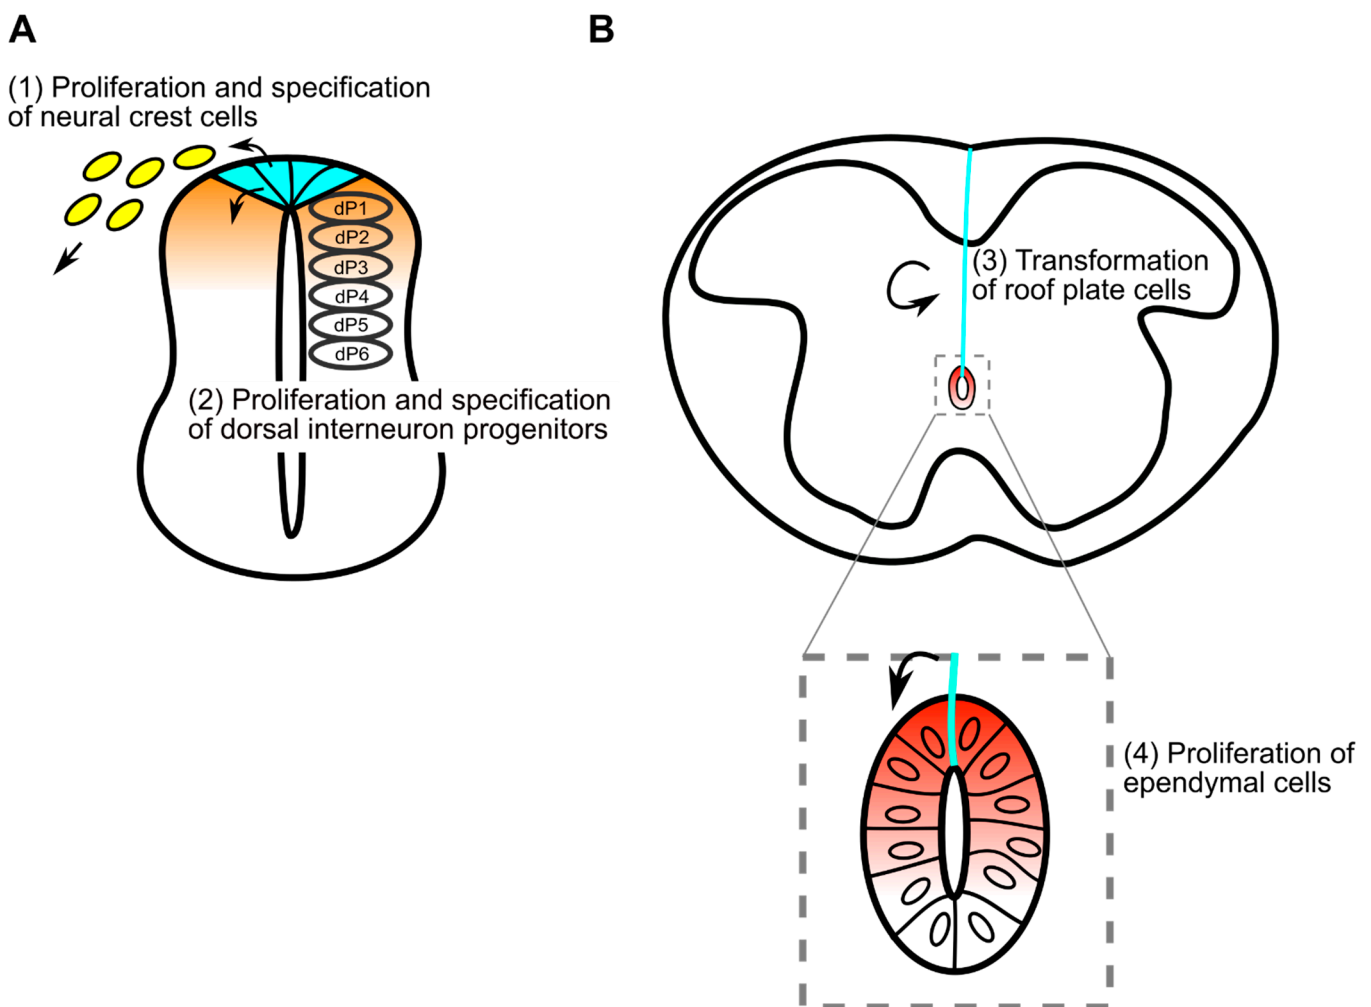 A
B
(1) Proliferation and specification
of neural crest cells
dP1
dP2
dP3
dP4
dP5
dP6
(2) Proliferation and specification
of dorsal interneuron progenitors
(3) Transformation
of roof plate cells
(4) Proliferation of
ependymal cells